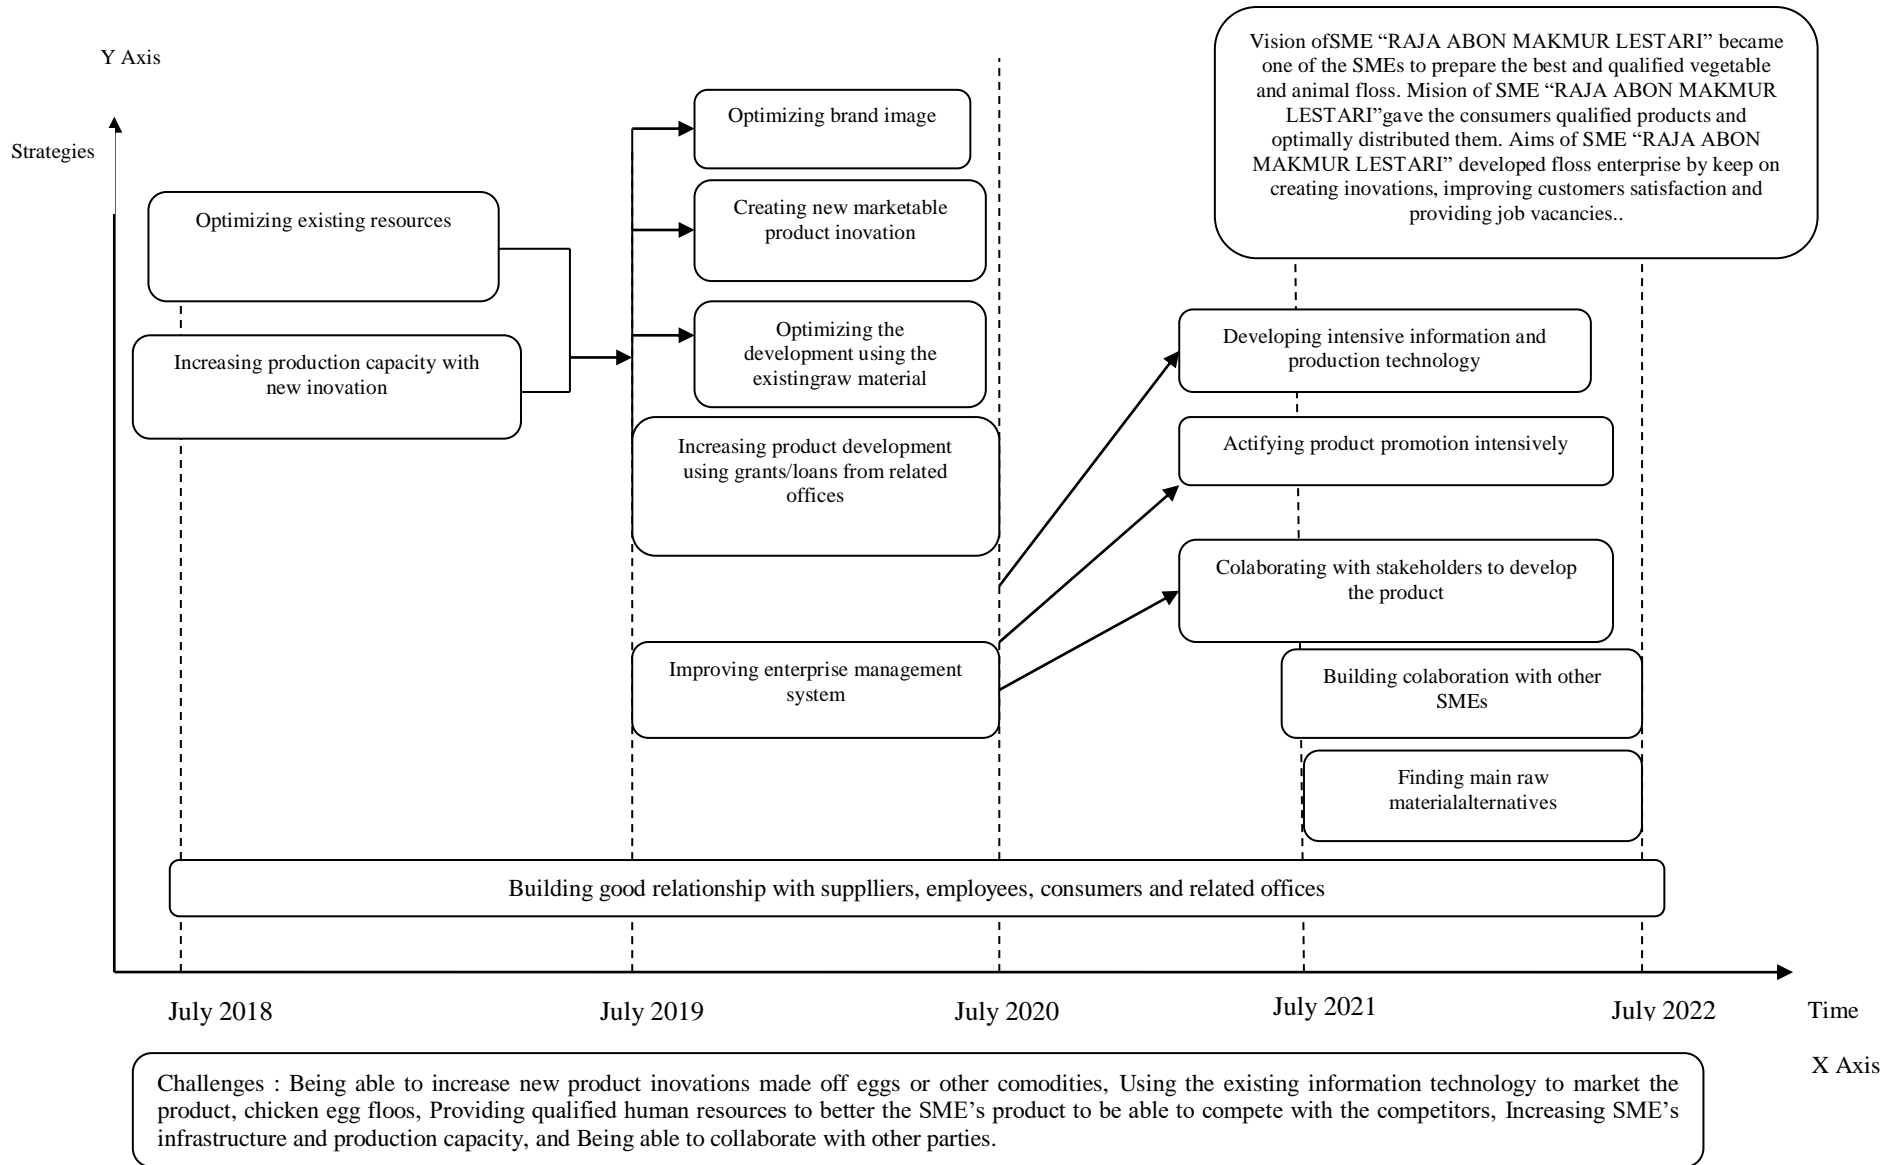 Y Axis
Strategies
Vision ofSME “RAJA ABON MAKMUR LESTARI” became
one of the SMEs to prepare the best and qualified vegetable
and animal floss. Mision of SME “RAJA ABON MAKMUR
LESTARI”gave the consumers qualified products and
optimally distributed them. Aims of SME “RAJA ABON
MAKMUR LESTARI” developed floss enterprise by keep on
creating inovations, improving customers satisfaction and
providing job vacancies..
Optimizing existing resources
Increasing production capacity with
new inovation
Optimizing brand image
Creating new marketable
product inovation
Optimizing the
development using the
existingraw material
Increasing product development
using grants/loans from related
offices
Improving enterprise management
system
Developing intensive information and
production technology
Actifying product promotion intensively
Colaborating with stakeholders to develop
the product
Building colaboration with other
SMEs
Finding main raw
materialalternatives
Building good relationship with supplliers, employees, consumers and related offices
July 2018
July 2019
July 2020
July 2021
July 2022
Time
X Axis
Challenges : Being able to increase new product inovations made off eggs or other comodities, Using the existing information technology to market the
product, chicken egg floos, Providing qualified human resources to better the SME’s product to be able to compete with the competitors, Increasing SME’s
infrastructure and production capacity, and Being able to collaborate with other parties.